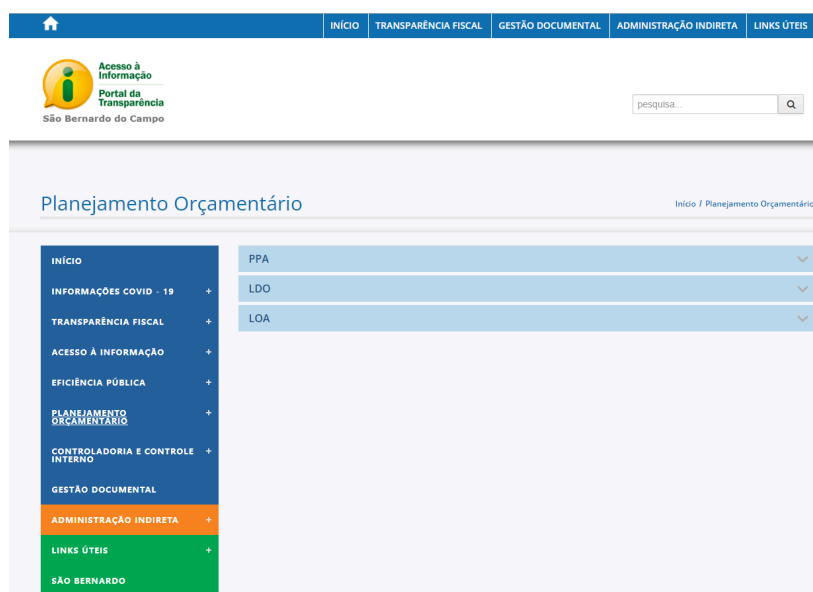 INÍCIO TRANSPARÊNCIA FISCAL GESTÃO DOCUMENTAL ADMINISTRAÇÃO INDIRETA LINKS ÚTEIS
Acesso à
Informação
Portal da
Transparência
São Bernardo do Campo
pesquisa...
Planejamento Orçamentário
Início / Planejamento Orçamentário
INÍCIO
INFORMAÇÕES COVID - 19 +
TRANSPARÊNCIA FISCAL +
ACESSO À INFORMAÇÃO +
EFICIÊNCIA PÚBLICA +
PLANEJAMENTO +
ORÇAMENTÁRIO
CONTROLADORIA E CONTROLE +
INTERNO
GESTÃO DOCUMENTAL
ADMINISTRAÇÃO INDIRETA +
LINKS ÚTEIS +
SÃO BERNARDO
PPA
LDO
LOA